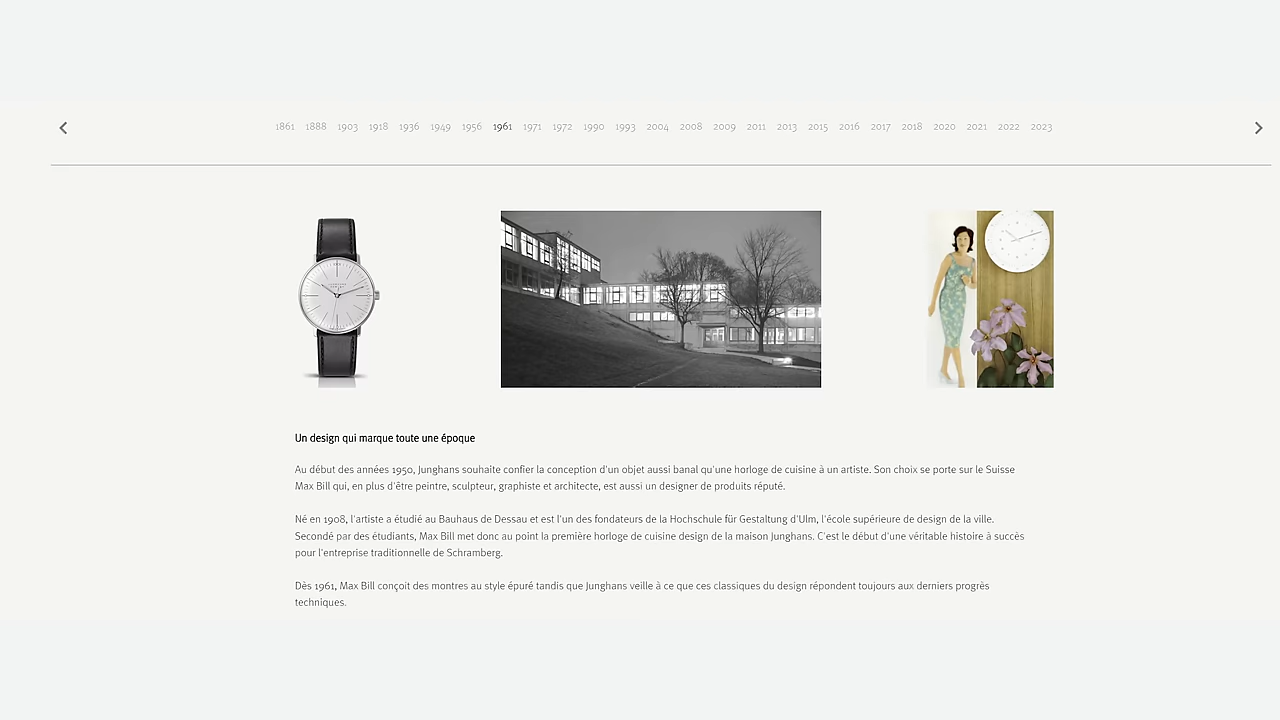 1861 1888 1903 1918 1936 1949 1956 1961 1971 1972 1990 1993 2004 2008 2009 2011 2013 2015 2016 2017 2018 2020 2021 2022 2023
JUNGHANS
Un design qui marque toute une époque
Au début des années 1950, Junghans souhaite confier la conception d'un objet aussi banal qu'une horloge de cuisine à un artiste. Son choix se porte sur le Suisse
Max Bill qui, en plus d'être peintre, sculpteur, graphiste et architecte, est aussi un designer de produits réputé.
Né en 1908, l'artiste a étudié au Bauhaus de Dessau et est l'un des fondateurs de la Hochschule für Gestaltung d'Ulm, l'école supérieure de design de la ville.
Secondé par des étudiants, Max Bill met donc au point la première horloge de cuisine design de la maison Junghans. C'est le début d'une véritable histoire à succès
pour l'entreprise traditionnelle de Schramberg.
Dès 1961, Max Bill conçoit des montres au style épuré tandis que Junghans veille à ce que ces classiques du design répondent toujours aux derniers progrès
techniques.